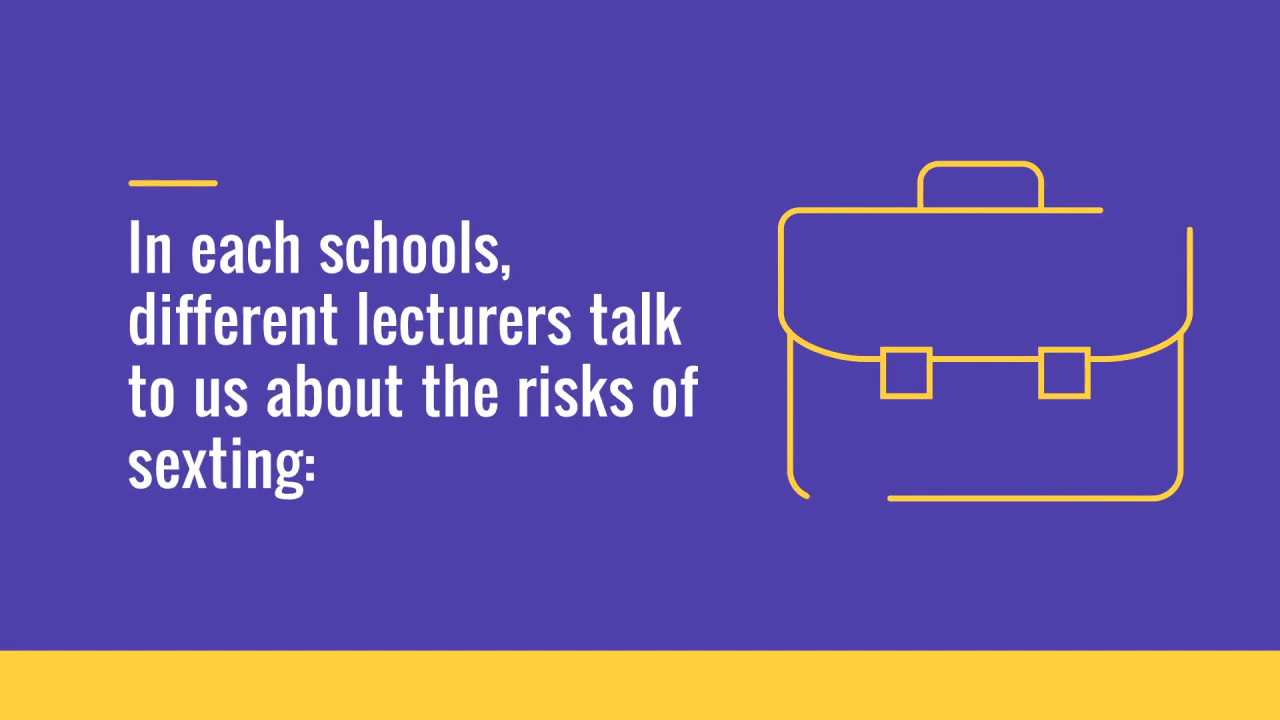 In each schools,
different lecturers talk
to us about the risks of
sexting: